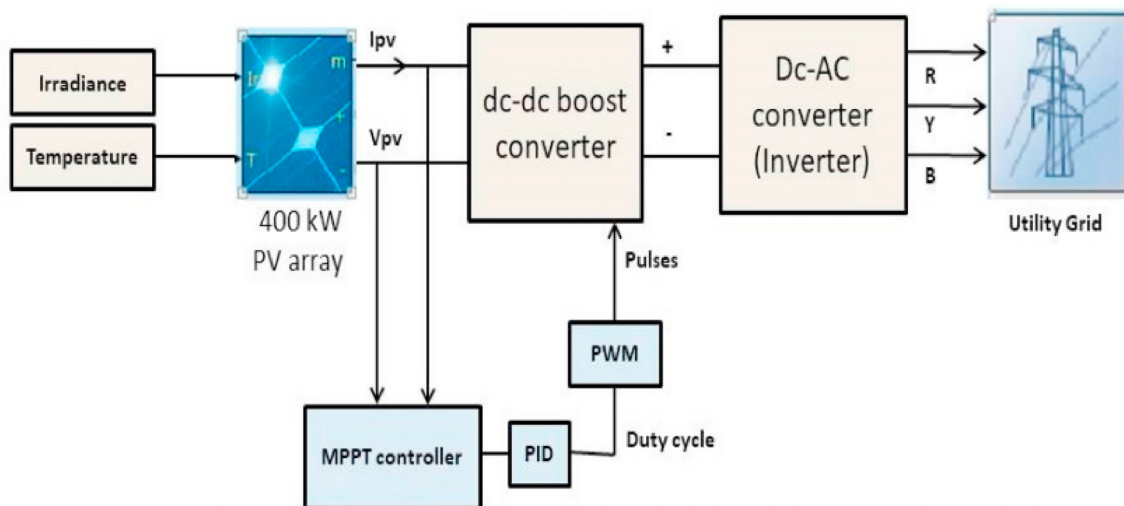 Irradiance
Temperature
Ir
T
m
+
-
400 kW
PV array
Ipv
Vpv
dc-dc boost
converter
+
-
Dc-AC
converter
(Inverter)
R
Y
B
Utility Grid
Pulses
PWM
Duty cycle
MPPT controller
PID